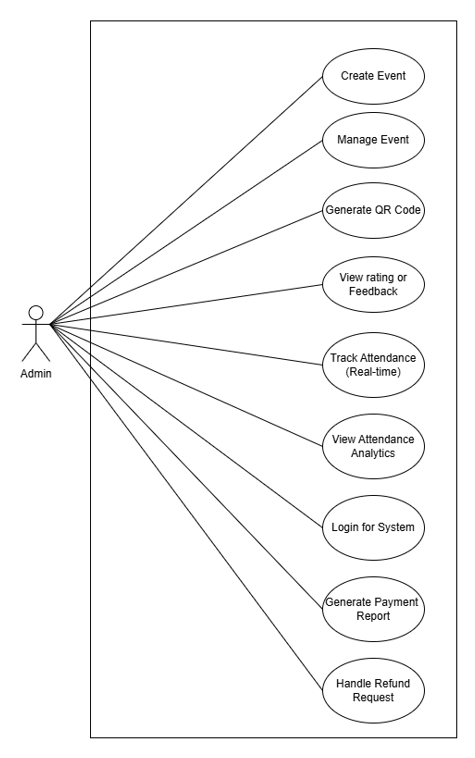 Create Event
Manage Event
Generate QR Code
View rating or
Feedback
Admin
Track Attendance
(Real-time)
View Attendance
Analytics
Login for System
Generate Payment
Report
Handle Refund
Request